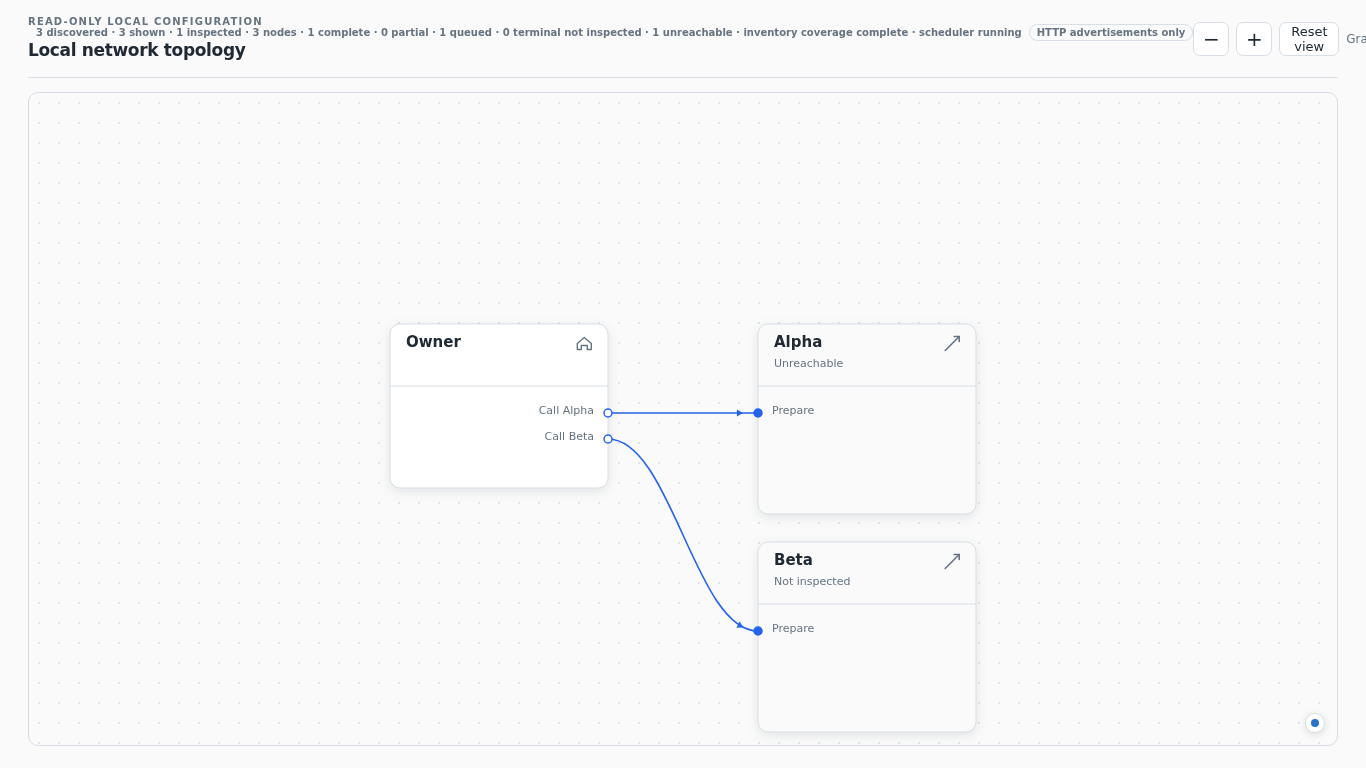 READ-ONLY LOCAL CONFIGURATION
3 discovered · 3 shown · 1 inspected · 3 nodes · 1 complete · 0 partial · 1 queued · 0 terminal not inspected · 1 unreachable · inventory coverage complete · scheduler running
HTTP advertisements only
Local network topology
−
+
Reset
view
Owner
Call Alpha
Call Beta
Alpha
Unreachable
Prepare
Beta
Not inspected
Prepare